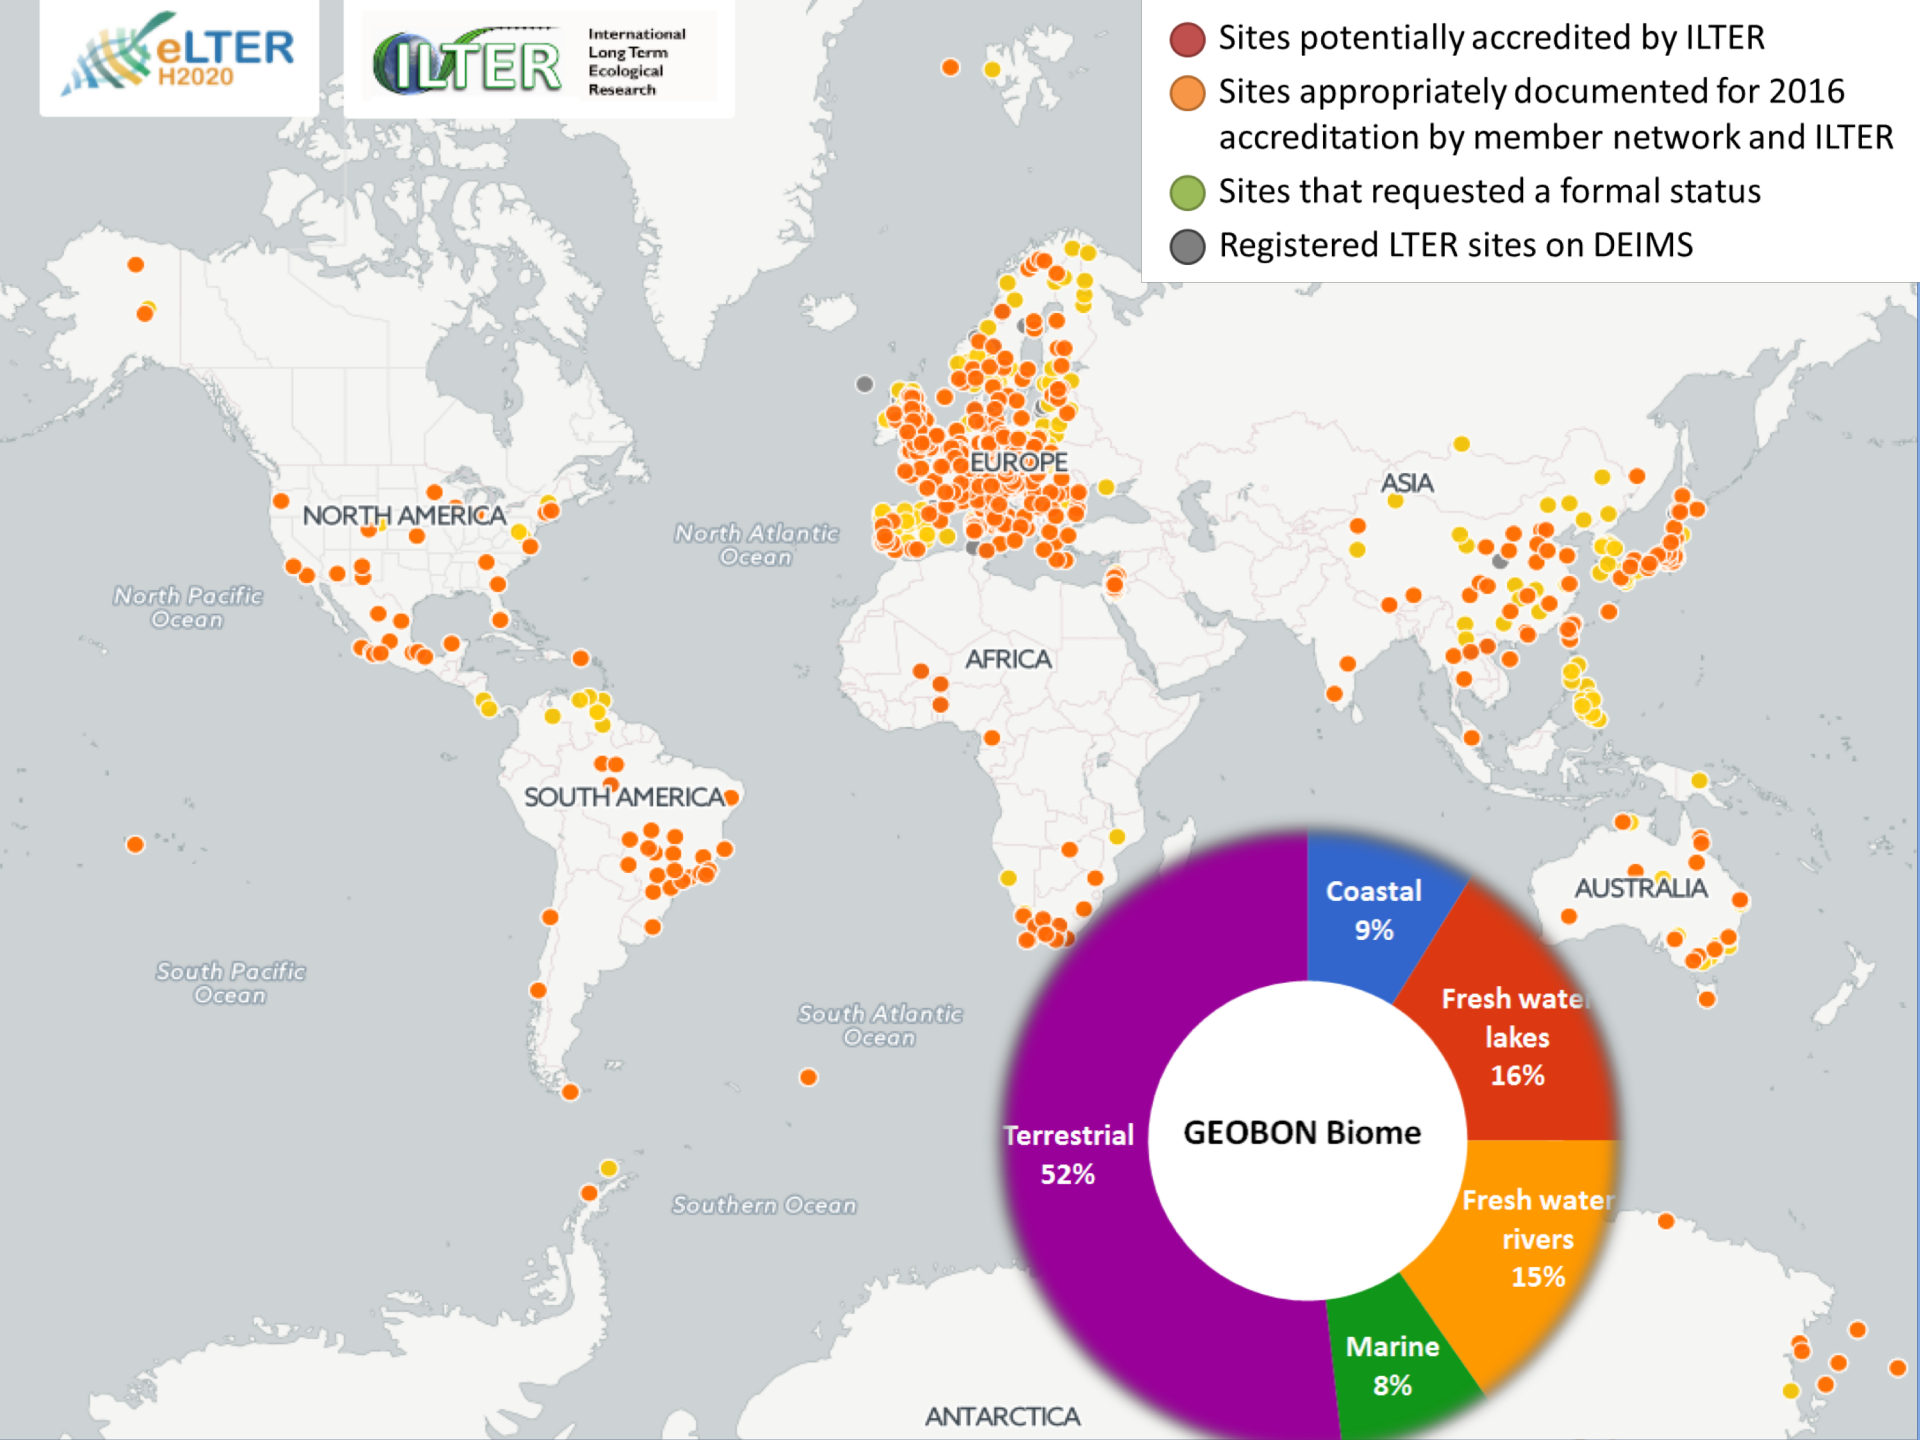 eLTER
H2020
ILTER
International
Long Term
Ecological
Research
Sites potentially accredited by ILTER
Sites appropriately documented for 2016
accreditation by member network and ILTER
Sites that requested a formal status
Registered LTER sites on DEIMS
EUROPE
ASIA
NORTH AMERICA
North Atlantic
Ocean
North Pacific
Ocean
AFRICA
SOUTH AMERICA
AUSTRALIA
South Pacific
Ocean
South Atlantic
Ocean
Southern Ocean
ANTARCTICA
Coastal
9%
Fresh water
lakes
16%
GEOBON Biome
Terrestrial
52%
Fresh water
rivers
15%
Marine
8%